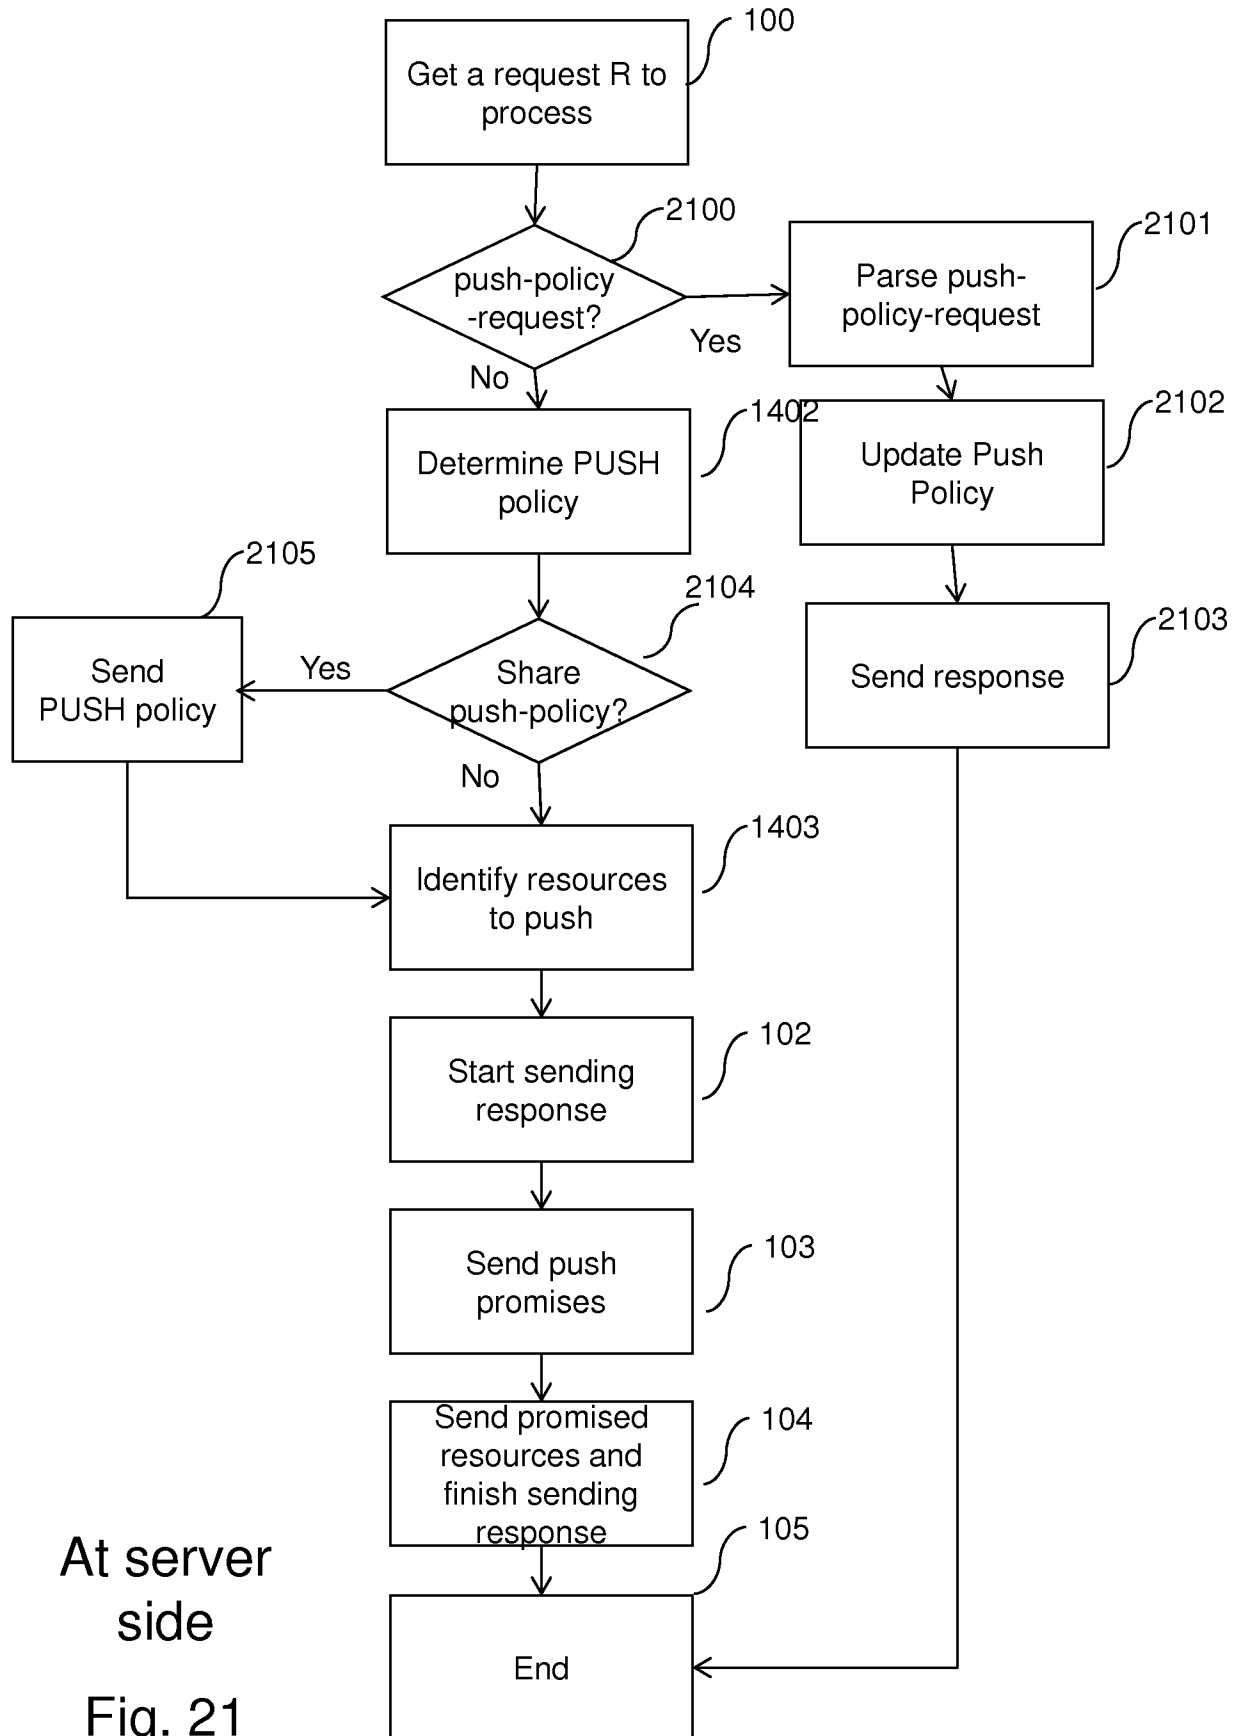 100
Get a request R to
process
2100
push-policy
-request?
Yes
No
2101
Parse push-
policy-request
1402
Determine PUSH
policy
2102
Update Push
Policy
2105
Send
PUSH policy
Yes
2104
Share
push-policy?
No
2103
Send response
1403
Identify resources
to push
102
Start sending
response
103
Send push
promises
104
Send promised
resources and
finish sending
response
105
End
At server
side
Fig. 21